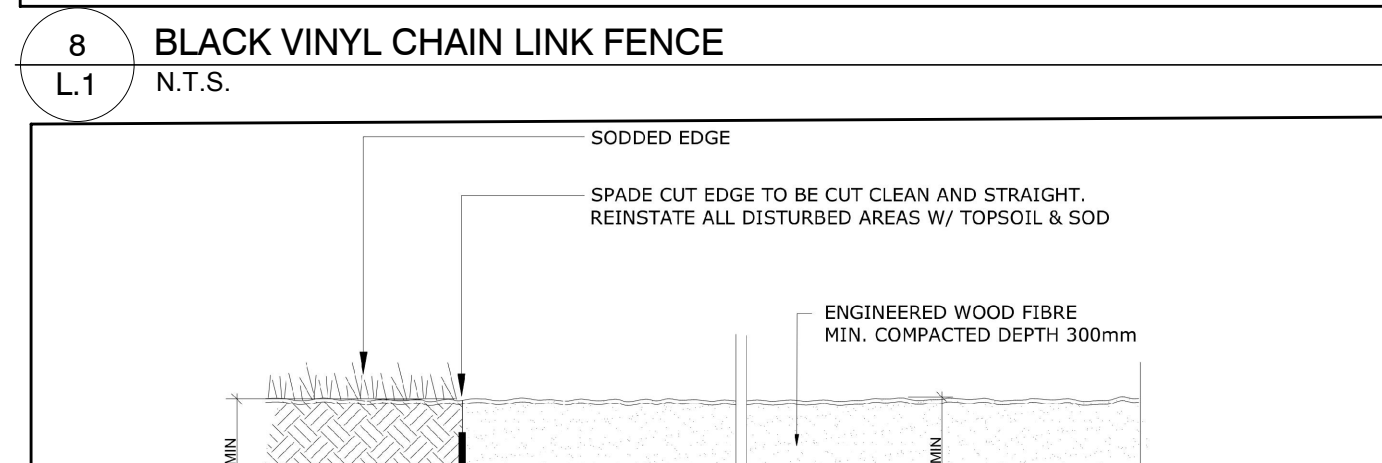 8
BLACK VINYL CHAIN LINK FENCE
L.1
N.T.S.
SODDED EDGE
SPADE CUT EDGE TO BE CUT CLEAN AND STRAIGHT.
REINSTATE ALL DISTURBED AREAS W/ TOPSOIL & SOD
ENGINEERED WOOD FIBRE
MIN. COMPACTED DEPTH 300mm
MIN
MIN